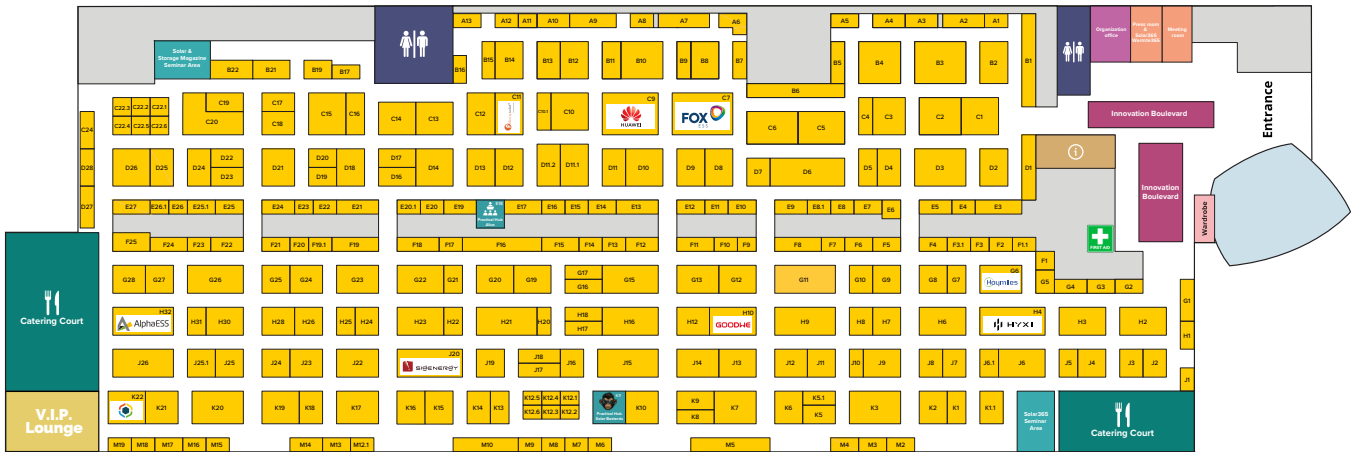 A13 A12 A11 A10 A9 A8 A7 A6 A5 A4 A3 A2 A1
Organisation
office
Press room
&
Solar365
Meeting
room
Solar &
Storage Magazine
Seminar Area
B22 B21 B19 B17 B16 B15 B14 B13 B12 B11 B10 B9 B8 B7 B5 B4 B3 B2 B1
B6
Entrance
C24 C22.3 C22.2 C22.1 C19 C17 C15 C16 C14 C13 C12 C11 C10.1 C10 C9 C7 C4 C3 C2 C1
C22.4 C22.5 C22.6 C20 C18 HUAWEI FOX ESS C6 C5
Innovation Boulevard
D28 D26 D25 D24 D22 D21 D20 D18 D17 D14 D13 D12 D11.2 D11.1 D11 D10 D9 D8 D7 D6 D5 D4 D3 D2 D1
D23 D19 D16
D27
Innovation
Boulevard
Wardrobe
E27 E26.1 E26 E25.1 E25 E24 E23 E22 E21 E20.1 E20 E19 E17 E16 E15 E14 E13 E12 E11 E10 E9 E8.1 E8 E7 E6 E5 E4 E3
Practical Hub
FIRST AID
F25 F24 F23 F22 F21 F20 F19.1 F19 F18 F17 F16 F15 F14 F13 F12 F11 F10 F9 F8 F7 F6 F5 F4 F3.1 F3 F2 F1.1
F1
G28 G27 G26 G25 G24 G23 G22 G21 G20 G19 G17 G15 G13 G12 G11 G10 G9 G8 G7 G6 G5 G4 G3 G2 G1
G16
Hoymiles
Catering Court
H32 H31 H30 H28 H26 H25 H24 H23 H22 H21 H20 H18 H16 H12 H10 H9 H8 H7 H6 H4 H3 H2 H1
AlphaESS H17 GOODWE HYXI
J26 J25.1 J25 J24 J23 J22 J20 J19 J18 J16 J15 J14 J13 J12 J11 J10 J9 J8 J7 J6.1 J6 J5 J4 J3 J2 J1
SIGENERGY J17
V.I.P.
Lounge
K22 K21 K20 K19 K18 K17 K16 K15 K14 K13 K12.5 K12.4 K12.1 K10 K9 K7 K6 K5.1 K3 K2 K1 K1.1
K12.6 K12.3 K12.2 K8 K5
Practical Hub
Solar Bastards
Solar365
Seminar
Area
Catering Court
M19 M18 M17 M16 M15 M14 M13 M12.1 M10 M9 M8 M7 M6 M5 M4 M3 M2